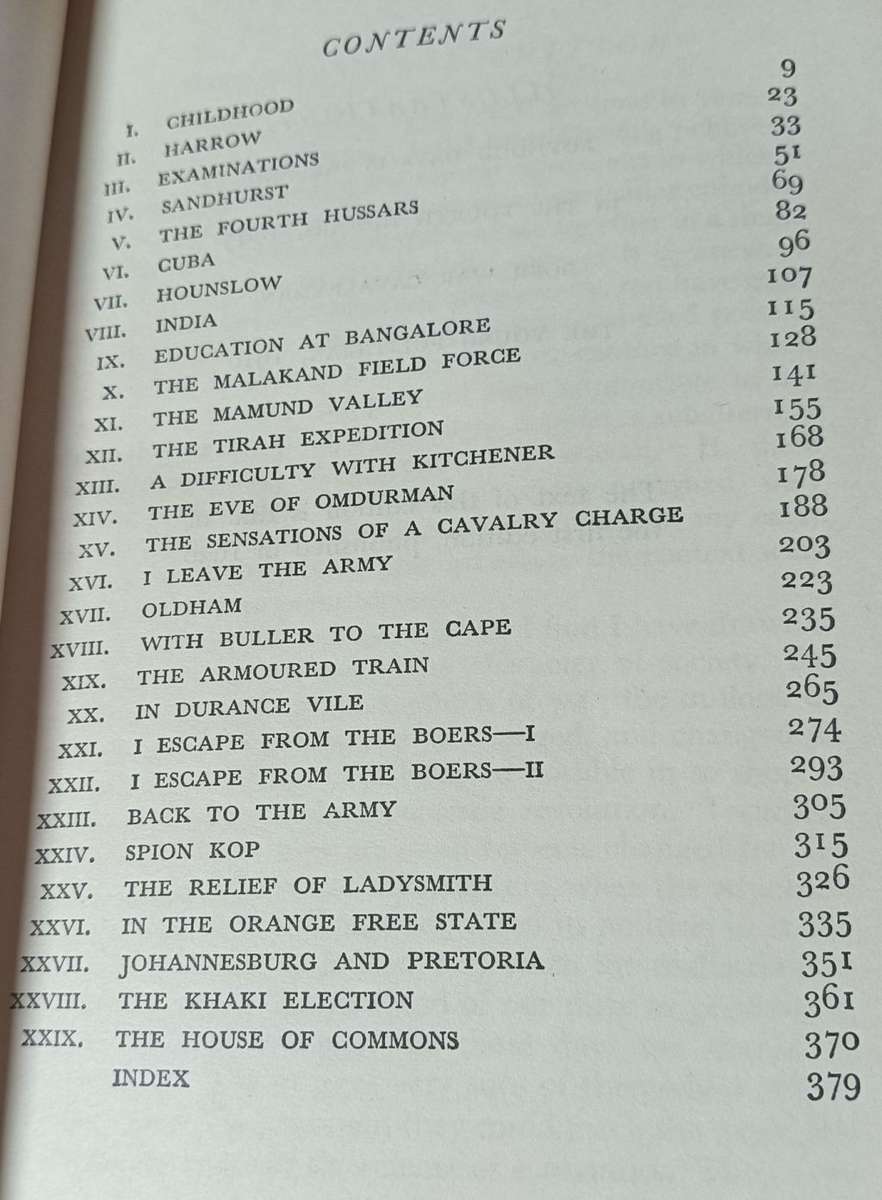 CONTENTS
I. CHILDHOOD 9
II. HARROW 23
III. EXAMINATIONS 33
IV. SANDHURST 51
V. THE FOURTH HUSSARS 69
VI. CUBA 82
VII. HOUNSLOW 96
VIII. INDIA 107
IX. EDUCATION AT BANGALORE 115
X. THE MALAKAND FIELD FORCE 128
XI. THE MAMUND VALLEY 141
XII. THE TIRAH EXPEDITION 155
XIII. A DIFFICULTY WITH KITCHENER 168
XIV. THE EVE OF OMDURMAN 178
XV. THE SENSATIONS OF A CAVALRY CHARGE 188
XVI. I LEAVE THE ARMY 203
XVII. OLDHAM 223
XVIII. WITH BULLER TO THE CAPE 235
XIX. THE ARMOURED TRAIN 245
XX. IN DURANCE VILE 265
XXI. I ESCAPE FROM THE BOERS—I 274
XXII. I ESCAPE FROM THE BOERS—II 293
XXIII. BACK TO THE ARMY 305
XXIV. SPION KOP 315
XXV. THE RELIEF OF LADYSMITH 326
XXVI. IN THE ORANGE FREE STATE 335
XXVII. JOHANNESBURG AND PRETORIA 351
XXVIII. THE KHAKI ELECTION 361
XXIX. THE HOUSE OF COMMONS 370
INDEX 379